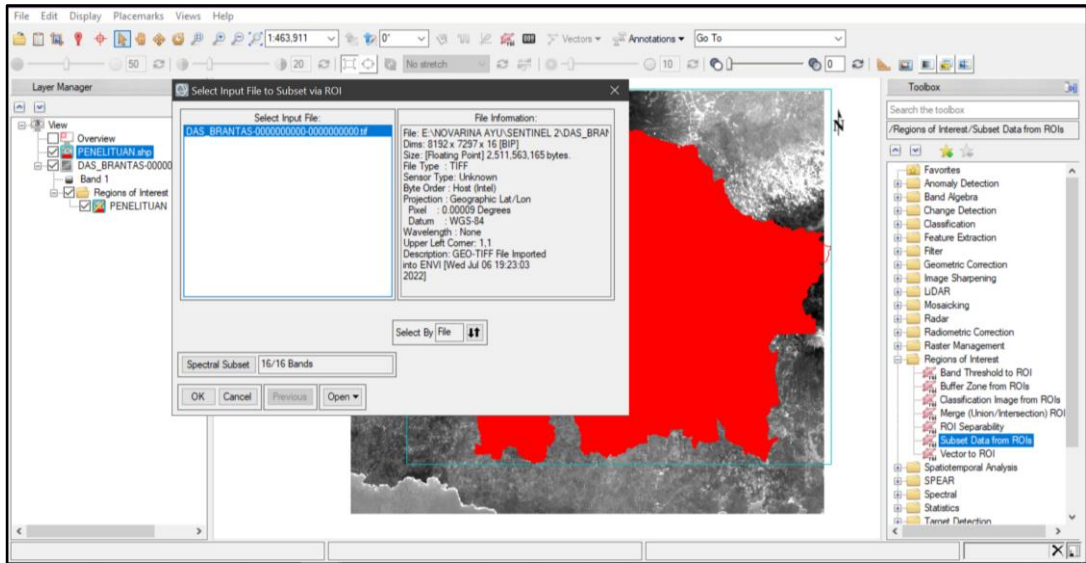 File Edit Display Placemarks Views Help
1:463,911 0° Vectors Annotations Go To
50 20 No stretch 10 0
Layer Manager
View
Overview
PENELITUAN.shp
DAS_BRANTAS-00000
Band 1
Regions of Interest
PENELITUAN
Select Input File to Subset via ROI
Select Input File:
DAS_BRANTAS-0000000000-0000000000.tif
File Information:
File: E:\NOVARINA AYU\SENTINEL 2\DAS_BRAN
Dims: 8192 x 7297 x 16 [BIP]
Size: [Floating Point] 2,511,563,165 bytes.
File Type : TIFF
Sensor Type: Unknown
Byte Order : Host (Intel)
Projection : Geographic Lat/Lon
Pixel : 0.00009 Degrees
Datum : WGS-84
Wavelength : None
Upper Left Corner: 1,1
Description: GEO-TIFF File Imported
into ENVI [Wed Jul 06 19:23:03
2022]
Select By File
Spectral Subset 16/16 Bands
OK Cancel Previous Open
N
Toolbox
Search the toolbox
/Regions of Interest/Subset Data from ROIs
Favorites
Anomaly Detection
Band Algebra
Change Detection
Classification
Feature Extraction
Filter
Geometric Correction
Image Sharpening
LiDAR
Mosaicking
Radar
Radiometric Correction
Raster Management
Regions of Interest
Band Threshold to ROI
Buffer Zone from ROIs
Classification Image from ROIs
Merge (Union/Intersection) ROI
ROI Separability
Subset Data from ROIs
Vector to ROI
Spatiotemporal Analysis
SPEAR
Spectral
Statistics
Target Detection